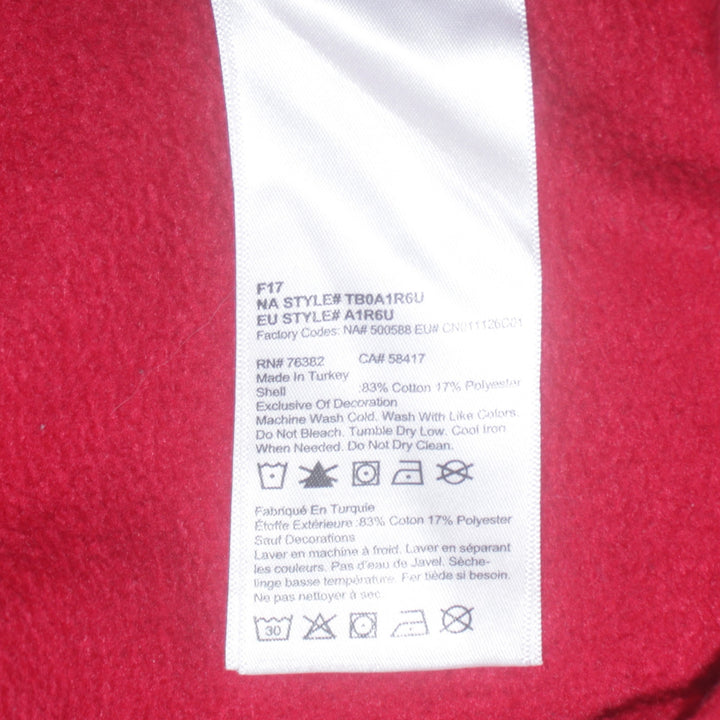 F17
NA STYLE# TB0A1R6U
EU STYLE# A1R6U
Factory Codes: NA# 500588 EU# CN011126C01
RN# 76382 CA# 58417
Made In Turkey
Shell :83% Cotton 17% Polyester
Exclusive Of Decoration
Machine Wash Cold. Wash With Like Colors.
Do Not Bleach. Tumble Dry Low. Cool Iron
When Needed. Do Not Dry Clean.
Fabriqué En Turquie
Étoffe Extérieure :83% Coton 17% Polyester
Sauf Decorations
Laver en machine à froid. Laver en séparant
les couleurs. Pas d'eau de Javel. Sèche-
linge basse température. Fer tiède si besoin.
Ne pas nettoyer à sec.
30